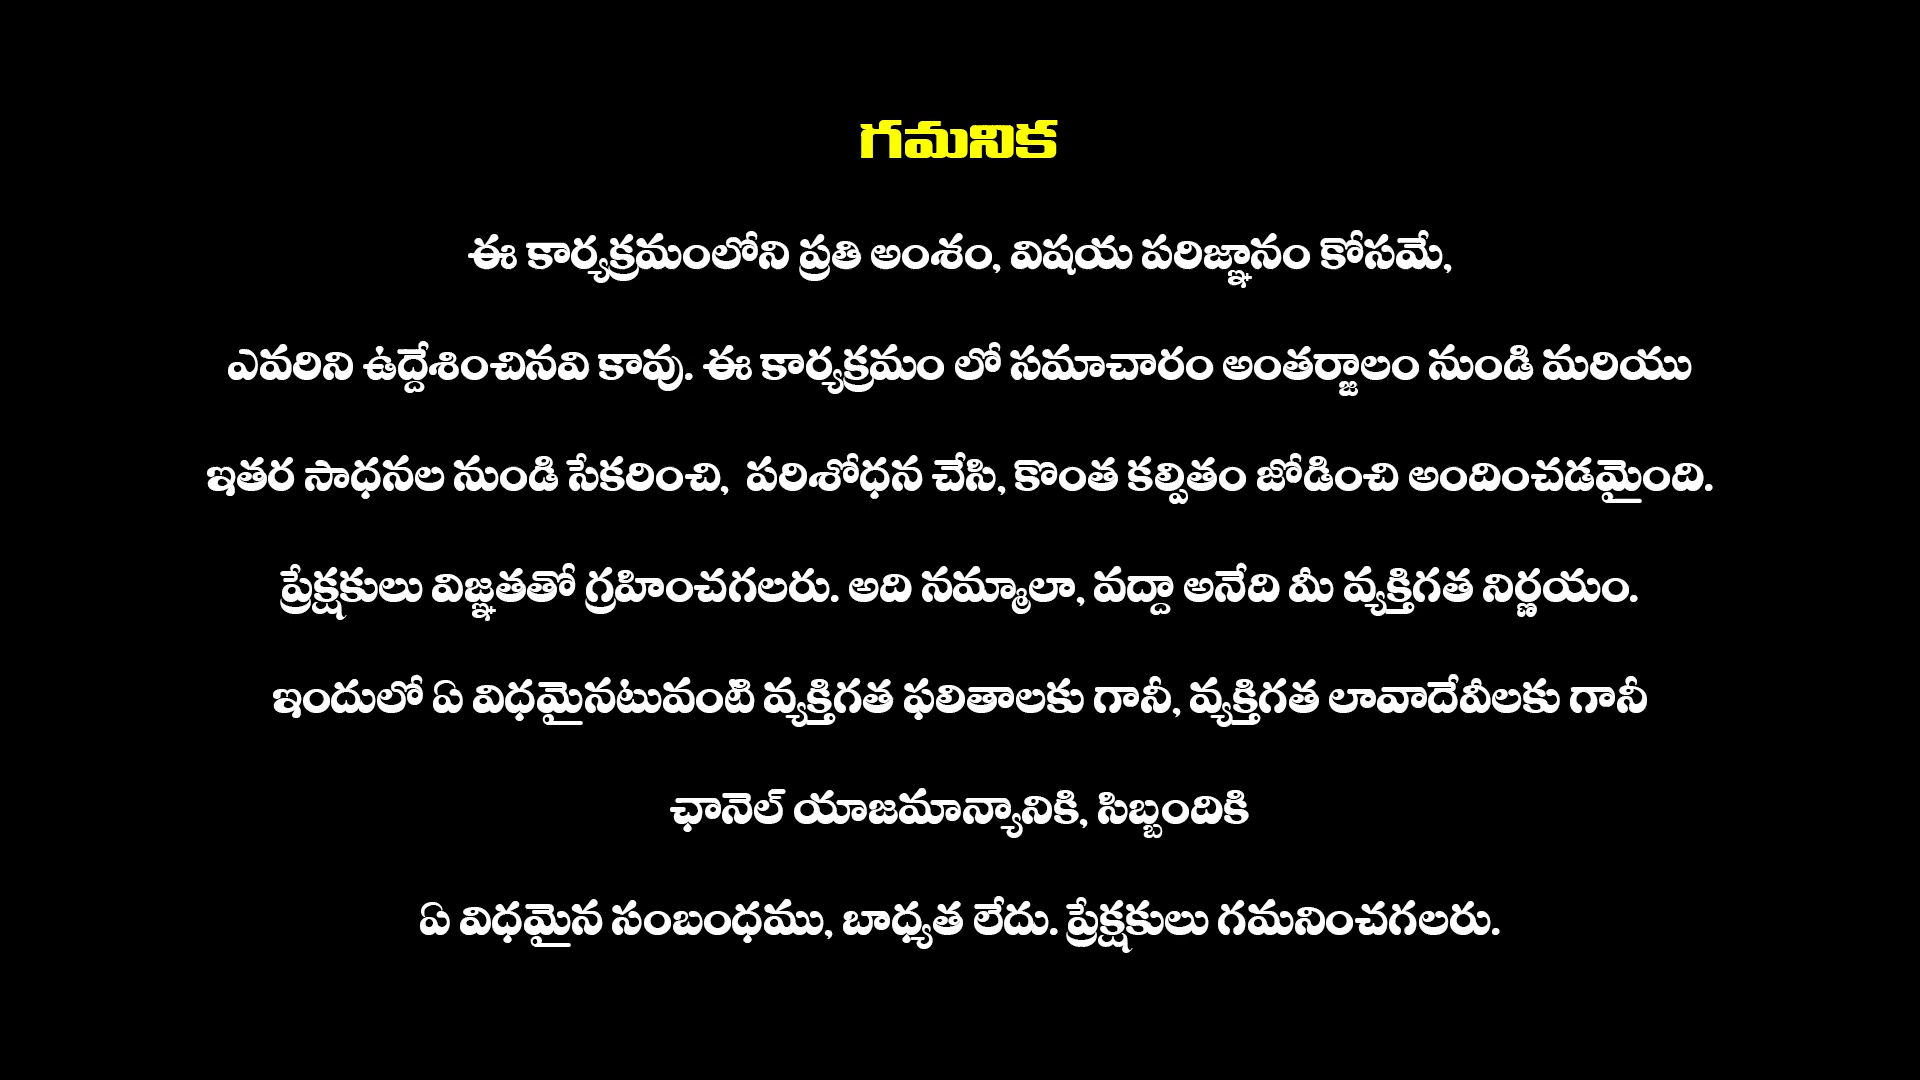 గమనిక
ఈ కార్యక్రమంలోని ప్రతి అంశం, విషయ పరిజ్ఞానం కోసమే,
ఎవరిని ఉద్దేశించినవి కావు. ఈ కార్యక్రమం లో సమాచారం అంతర్జాలం నుండి మరియు
ఇతర సాధనల నుండి సేకరించి, పరిశోధన చేసి, కొంత కల్పితం జోడించి అందించడమైంది.
ప్రేక్షకులు విజ్ఞతతో గ్రహించగలరు. అది నమ్మాలా, వద్దా అనేది మీ వ్యక్తిగత నిర్ణయం.
ఇందులో ఏ విధమైనటువంటి వ్యక్తిగత ఫలితాలకు గానీ, వ్యక్తిగత లావాదేవీలకు గానీ
ఛానెల్ యాజమాన్యానికి, సిబ్బందికి
ఏ విధమైన సంబంధము, బాధ్యత లేదు. ప్రేక్షకులు గమనించగలరు.